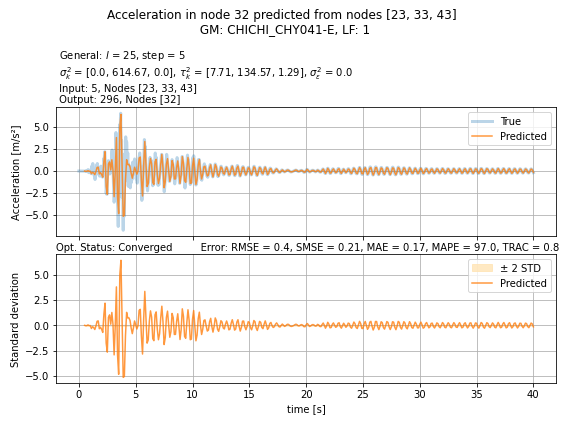 Acceleration in node 32 predicted from nodes [23, 33, 43]
GM: CHICHI_CHY041-E, LF: 1
General: l = 25, step = 5
σ²ₖ = [0.0, 614.67, 0.0], τ²ₖ = [7.71, 134.57, 1.29], σ²ε = 0.0
Input: 5, Nodes [23, 33, 43]
Output: 296, Nodes [32]
Acceleration [m/s²]
5.0
2.5
0.0
−2.5
−5.0
True
Predicted
Opt. Status: Converged Error: RMSE = 0.4, SMSE = 0.21, MAE = 0.17, MAPE = 97.0, TRAC = 0.8
Standard deviation
5.0
2.5
0.0
−2.5
−5.0
± 2 STD
Predicted
0 5 10 15 20 25 30 35 40
time [s]